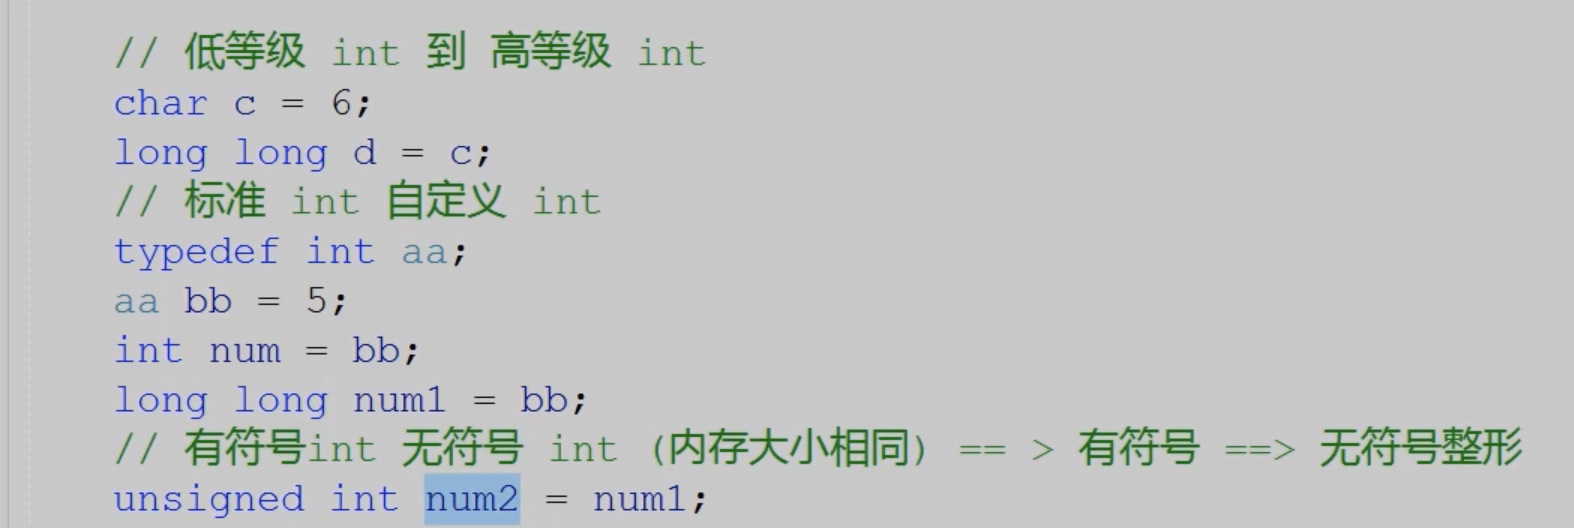 // 低等级 int 到 高等级 int
char c = 6;
long long d = c;
// 标准 int 自定义 int
typedef int aa;
aa bb = 5;
int num = bb;
long long num1 = bb;
// 有符号int 无符号 int (内存大小相同) == > 有符号 ==> 无符号整形
unsigned int num2 = num1;